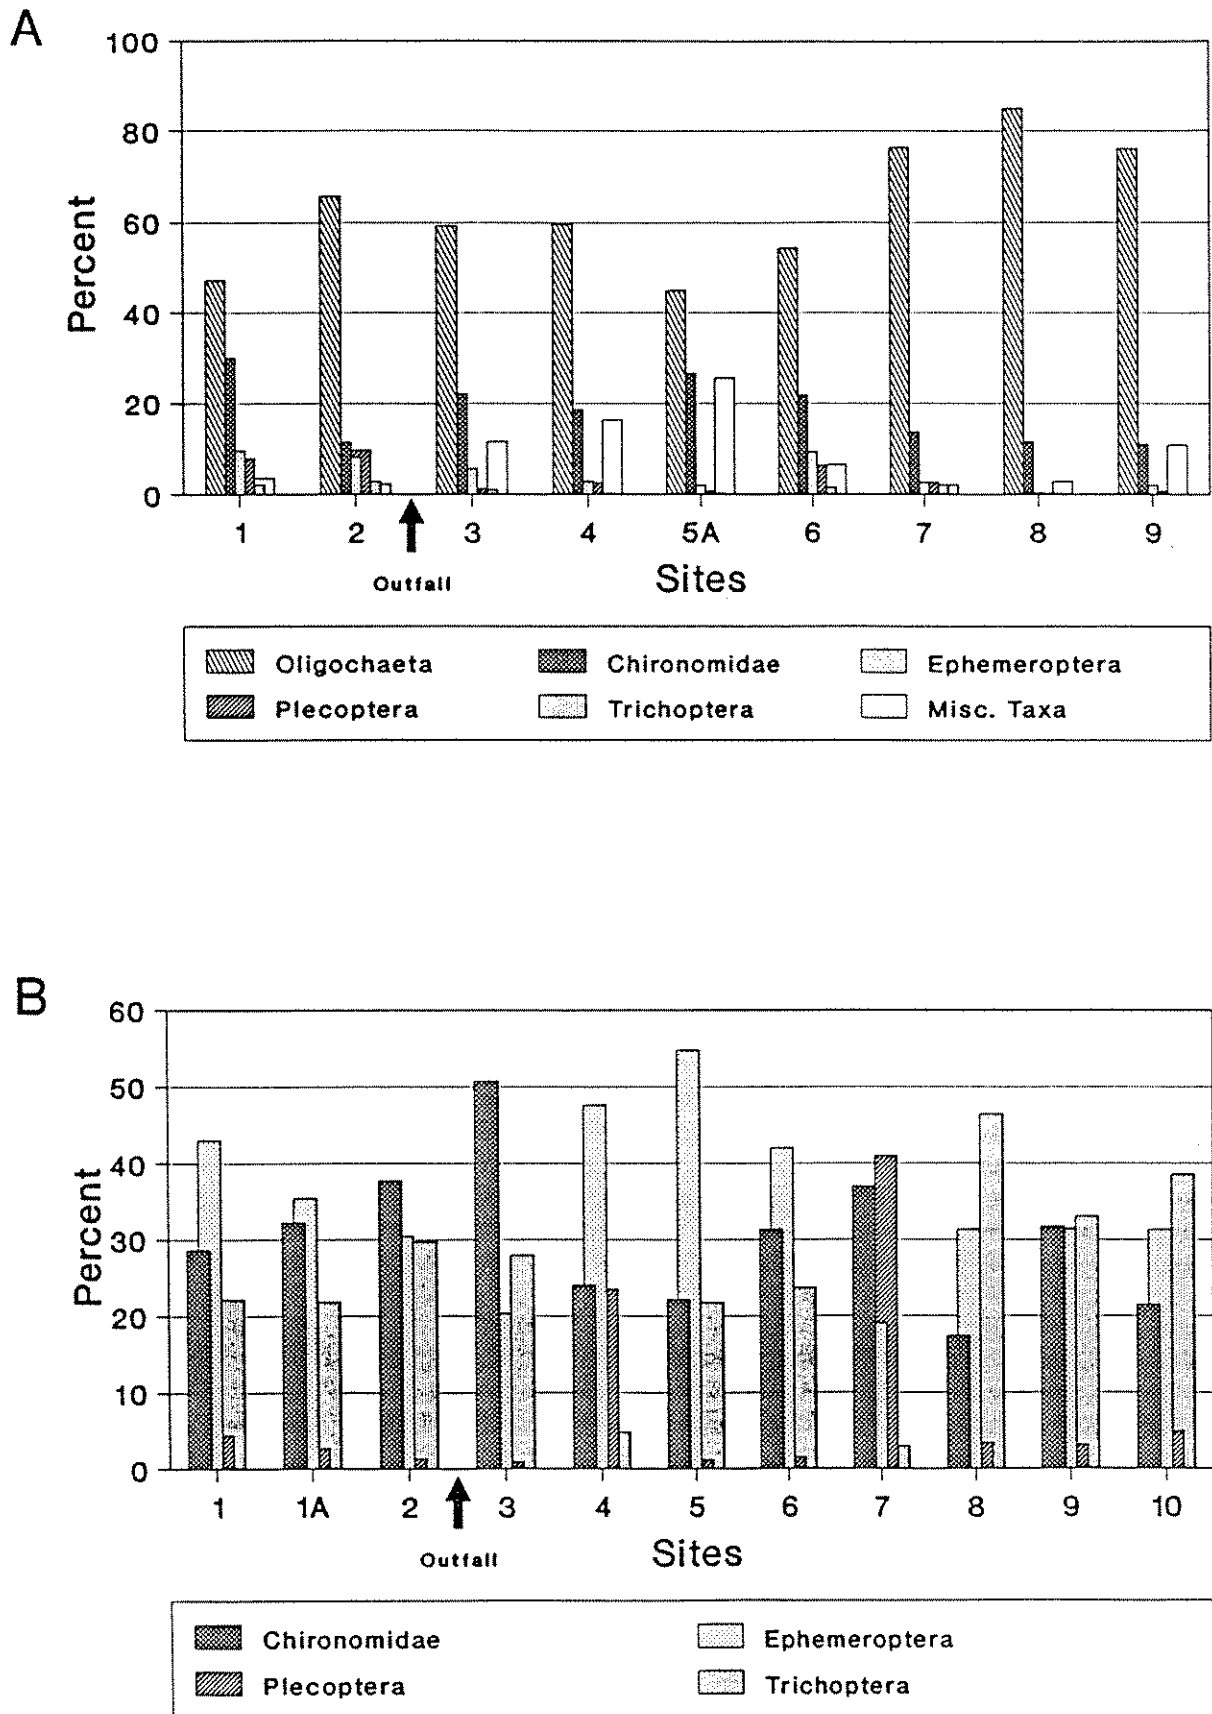 A
100
80
60
40
20
0
Percent
1 2 3 4 5A 6 7 8 9
Outfall
Sites
Oligochaeta Chironomidae Ephemeroptera
Plecoptera Trichoptera Misc. Taxa
B
60
50
40
30
20
10
0
Percent
1 1A 2 3 4 5 6 7 8 9 10
Outfall
Sites
Chironomidae Ephemeroptera
Plecoptera Trichoptera